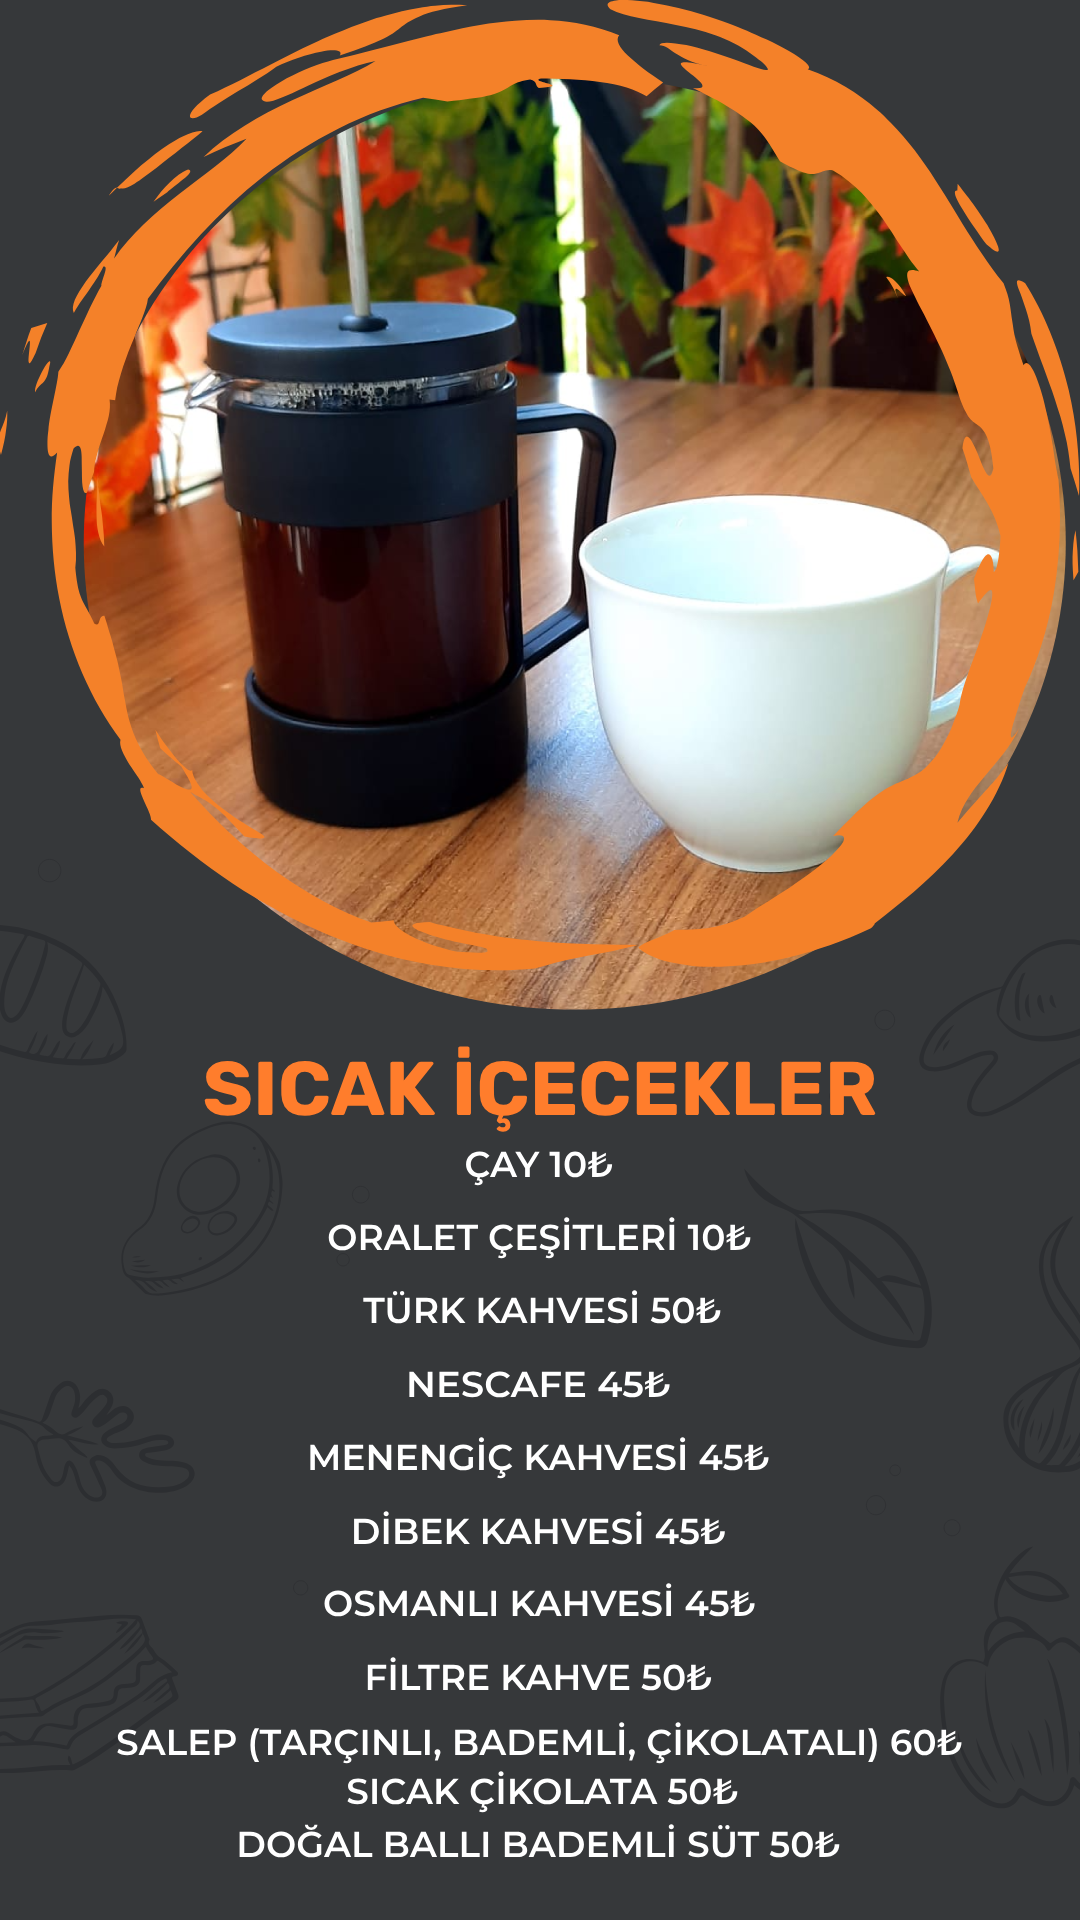 SICAK İÇECEKLER
ÇAY 10₺
ORALET ÇEŞİTLERİ 10₺
TÜRK KAHVESİ 50₺
NESCAFE 45₺
MENENGİÇ KAHVESİ 45₺
DİBEK KAHVESİ 45₺
OSMANLI KAHVESİ 45₺
FİLTRE KAHVE 50₺
SALEP (TARÇINLI, BADEMLİ, ÇİKOLATALI) 60₺
SICAK ÇİKOLATA 50₺
DOĞAL BALLI BADEMLİ SÜT 50₺